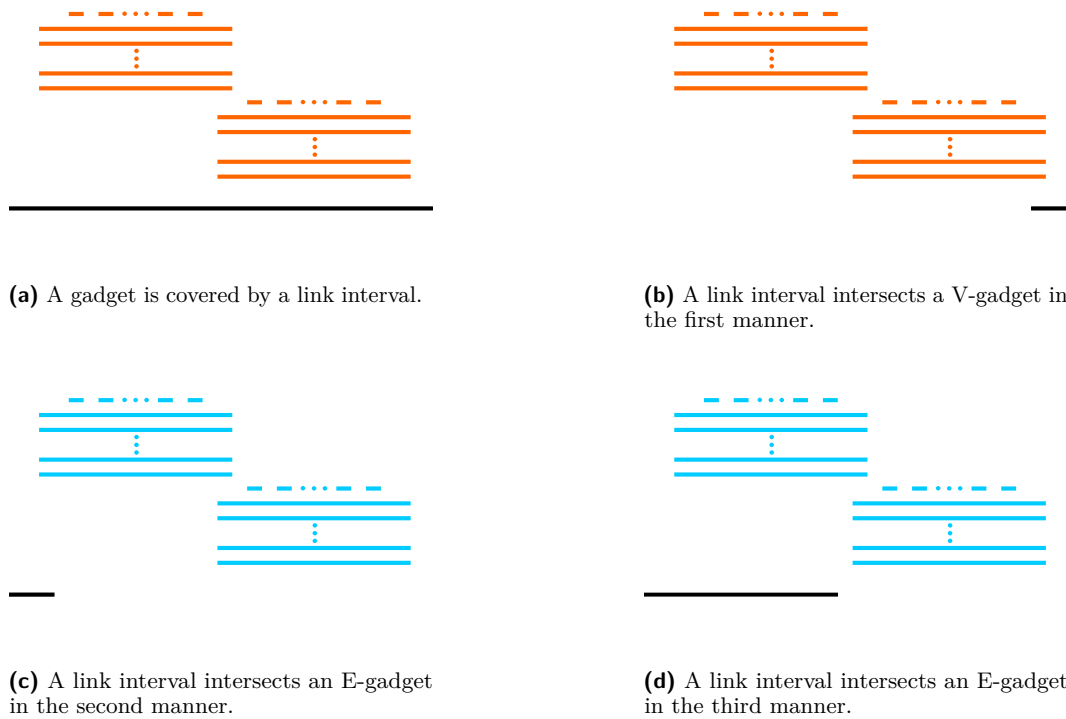 (a) A gadget is covered by a link interval.
(b) A link interval intersects a V-gadget in
the first manner.
(c) A link interval intersects an E-gadget
in the second manner.
(d) A link interval intersects an E-gadget
in the third manner.